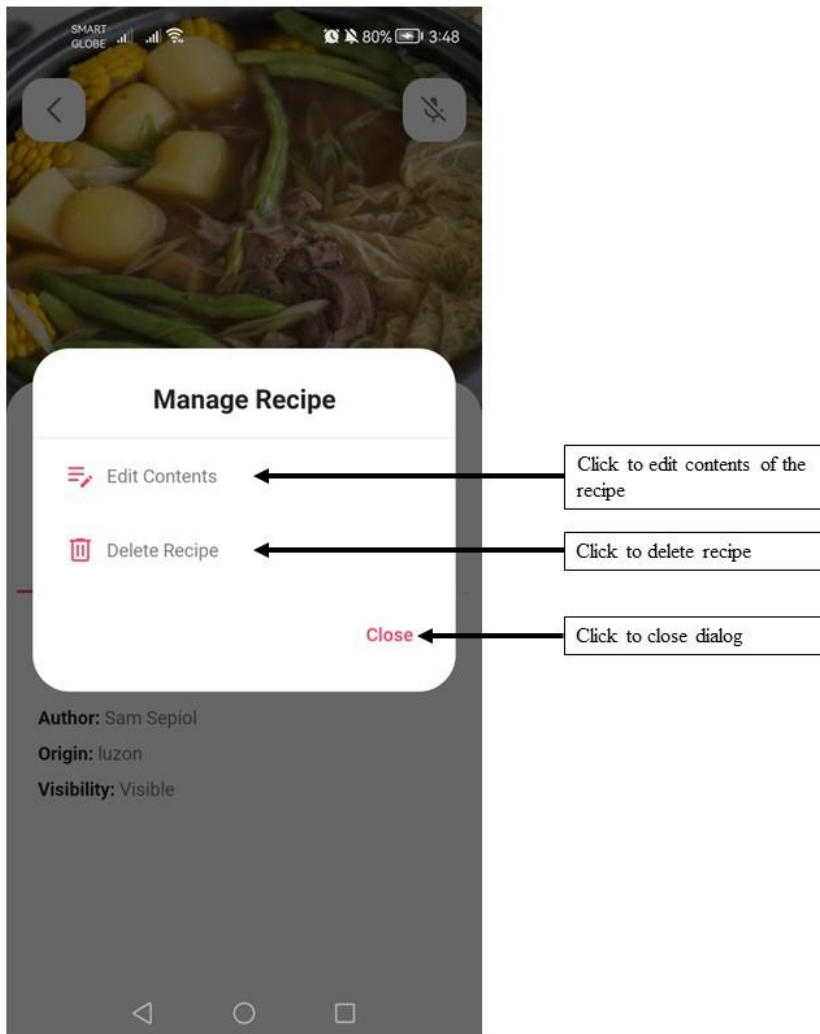 SMART
GLOBE
80% 3:48
Manage Recipe
Edit Contents
Click to edit contents of the
recipe
Delete Recipe
Click to delete recipe
Close
Click to close dialog
Author: Sam Sepiol
Origin: luzon
Visibility: Visible